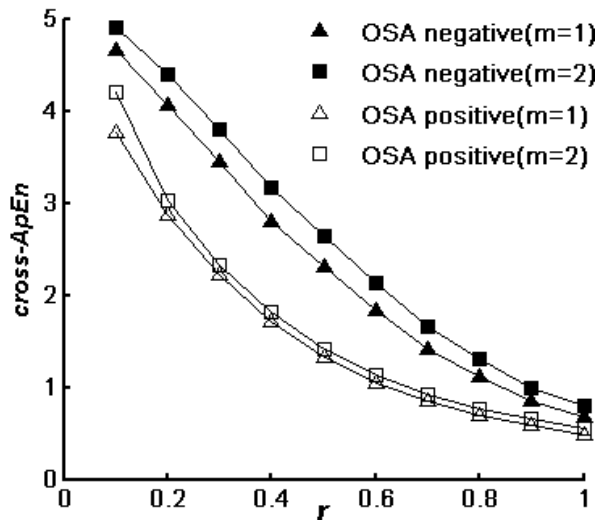 5
4
3
2
1
0
cross-ApEn
OSA negative(m=1)
OSA negative(m=2)
OSA positive(m=1)
OSA positive(m=2)
0 0.2 0.4 0.6 0.8 1
r